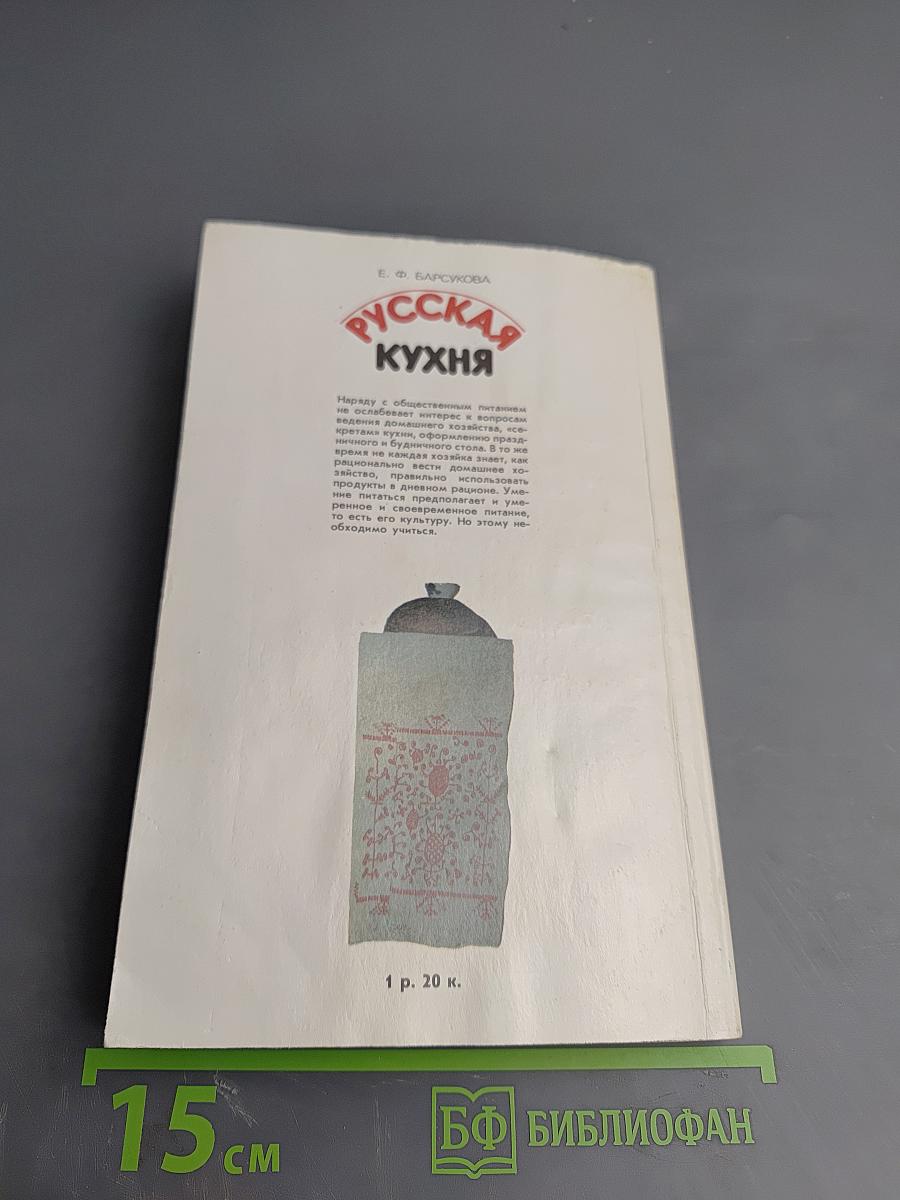 Е. Ф. БАРСУКОВА
РУССКАЯ
КУХНЯ
Наряду с общественным питанием
не ослабевает интерес к вопросам
ведения домашнего хозяйства, «се-
кретам» кухни, оформлению празд-
ничного и будничного стола. В то же
время не каждая хозяйка знает, как
рационально вести домашнее хо-
зяйство, правильно использовать
продукты в дневном рационе. Уме-
ние питаться предполагает и уме-
ренное и своевременное питание,
то есть его культуру. Но этому не-
обходимо учиться.
1 р. 20 к.
15 см
БФ БИБЛИОФАН